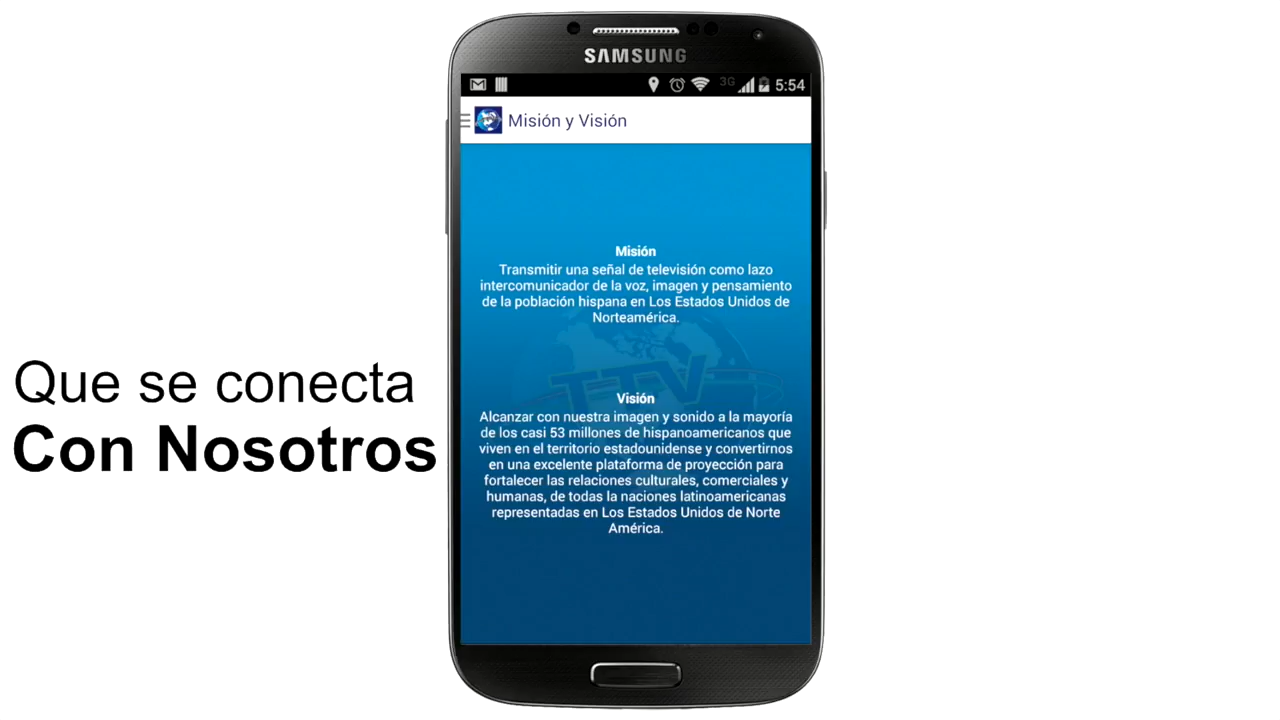 SAMSUNG
3G 5:54
Misión y Visión
Misión
Transmitir una señal de televisión como lazo
intercomunicador de la voz, imagen y pensamiento
de la población hispana en Los Estados Unidos de
Norteamérica.
TTV
Visión
Alcanzar con nuestra imagen y sonido a la mayoría
de los casi 53 millones de hispanoamericanos que
viven en el territorio estadounidense y convertirnos
en una excelente plataforma de proyección para
fortalecer las relaciones culturales, comerciales y
humanas, de todas la naciones latinoamericanas
representadas en Los Estados Unidos de Norte
América.
Que se conecta
Con Nosotros